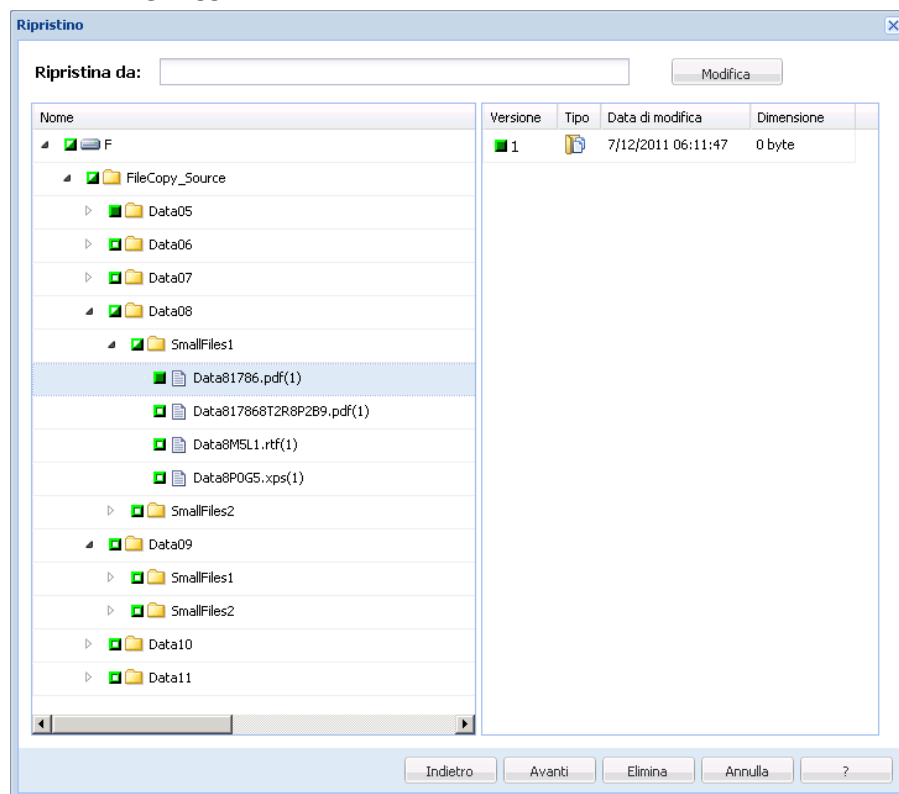 Ripristino
Ripristina da:
Modifica
Nome
F
FileCopy_Source
Data05
Data06
Data07
Data08
SmallFiles1
Data81786.pdf(1)
Data817868T2R8P2B9.pdf(1)
Data8M5L1.rtf(1)
Data8P0G5.xps(1)
SmallFiles2
Data09
SmallFiles1
SmallFiles2
Data10
Data11
Versione Tipo Data di modifica Dimensione
1 7/12/2011 06:11:47 0 byte
Indietro Avanti Elimina Annulla ?